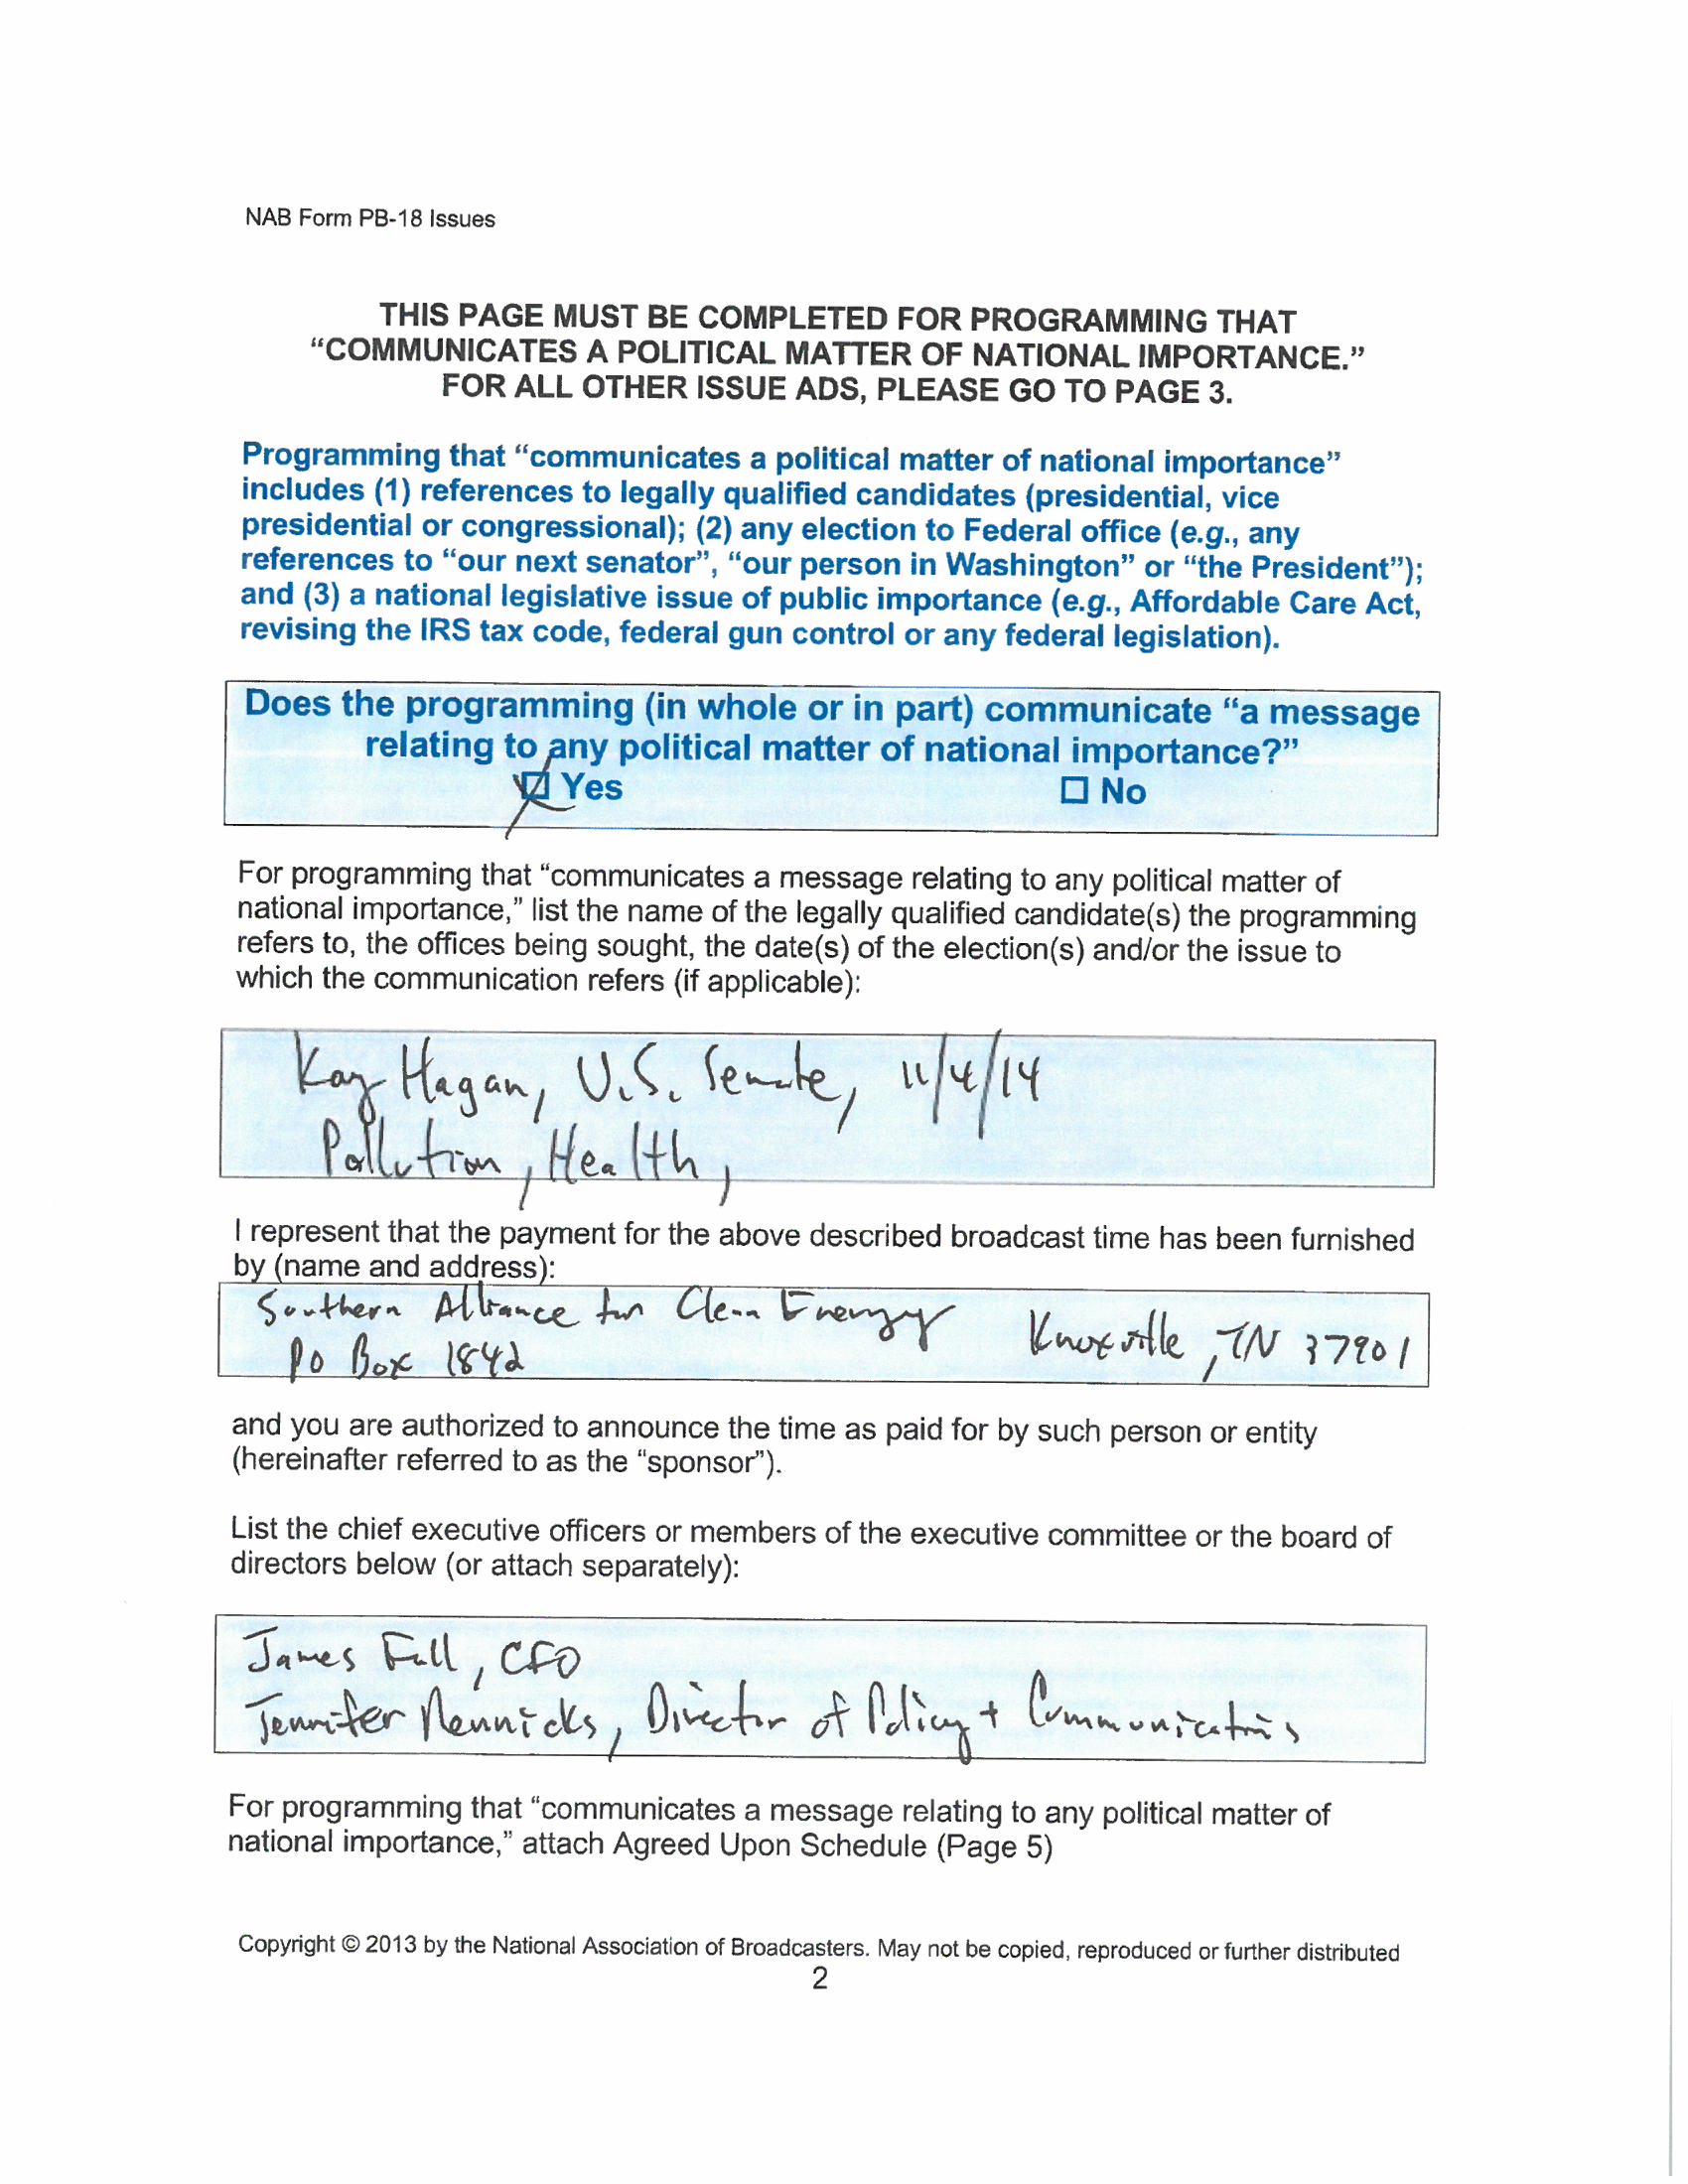 NAB Form PB-18 Issues
THIS PAGE MUST BE COMPLETED FOR PROGRAMMING THAT
“COMMUNICATES A POLITICAL MATTER OF NATIONAL IMPORTANCE.”
FOR ALL OTHER ISSUE ADS, PLEASE GO TO PAGE 3.
Programming that “communicates a political matter of national importance”
includes (1) references to legally qualified candidates (presidential, vice
presidential or congressional); (2) any election to Federal office (e.g., any
references to “our next senator”, “our person in Washington” or “the President”);
and (3) a national legislative issue of public importance (e.g., Affordable Care Act,
revising the IRS tax code, federal gun control or any federal legislation).
Does the programming (in whole or in part) communicate “a message
relating to any political matter of national importance?”
☒ Yes ☐ No
For programming that “communicates a message relating to any political matter of
national importance,” list the name of the legally qualified candidate(s) the programming
refers to, the offices being sought, the date(s) of the election(s) and/or the issue to
which the communication refers (if applicable):
Kay Hagan, U.S. Senate, 11/4/14
Pollution, Health,
I represent that the payment for the above described broadcast time has been furnished
by (name and address):
Southern Alliance for Clean Energy Knoxville, TN 37901
PO Box 1842
and you are authorized to announce the time as paid for by such person or entity
(hereinafter referred to as the “sponsor”).
List the chief executive officers or members of the executive committee or the board of
directors below (or attach separately):
James Fall, CFO
Jennifer Rennicks, Director of Policy + Communications
For programming that “communicates a message relating to any political matter of
national importance,” attach Agreed Upon Schedule (Page 5)
Copyright © 2013 by the National Association of Broadcasters. May not be copied, reproduced or further distributed
2